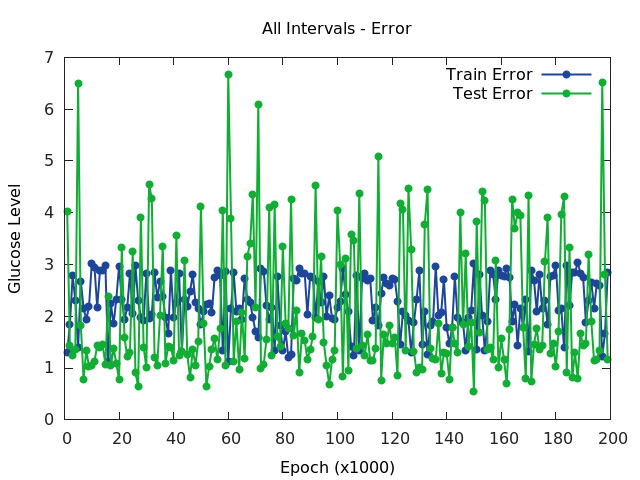 All Intervals - Error
Train Error
Test Error
7
6
5
4
3
2
1
0
Glucose Level
0 20 40 60 80 100 120 140 160 180 200
Epoch (x1000)